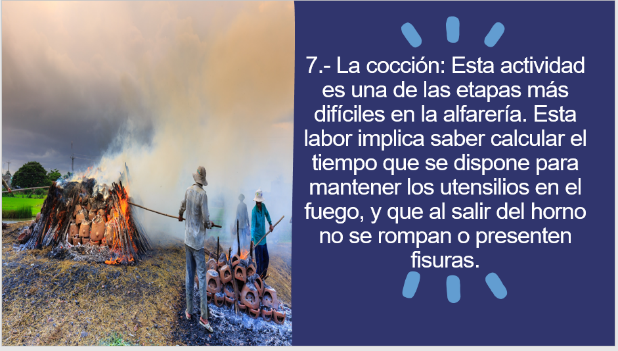 7.- La cocción: Esta actividad
es una de las etapas más
difíciles en la alfarería. Esta
labor implica saber calcular el
tiempo que se dispone para
mantener los utensilios en el
fuego, y que al salir del horno
no se rompan o presenten
fisuras.